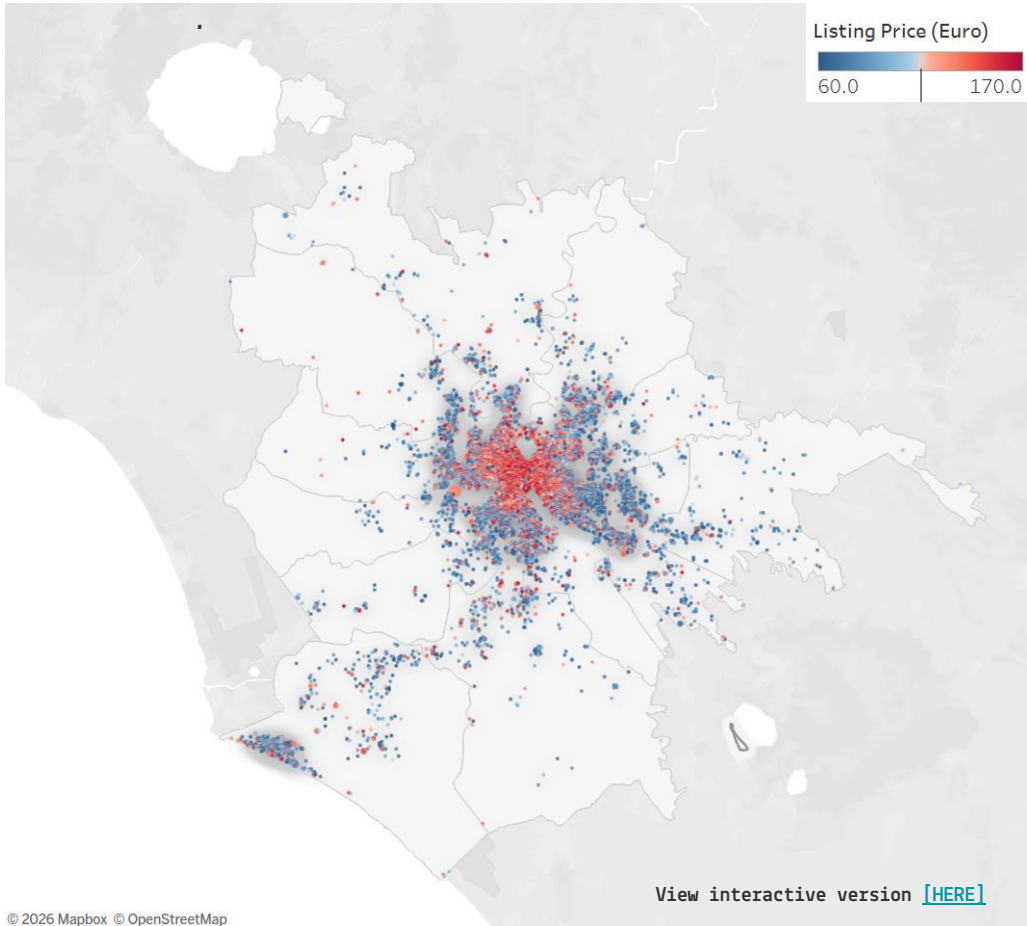 Listing Price (Euro)
60.0 170.0
View interactive version [HERE]
© 2026 Mapbox © OpenStreetMap